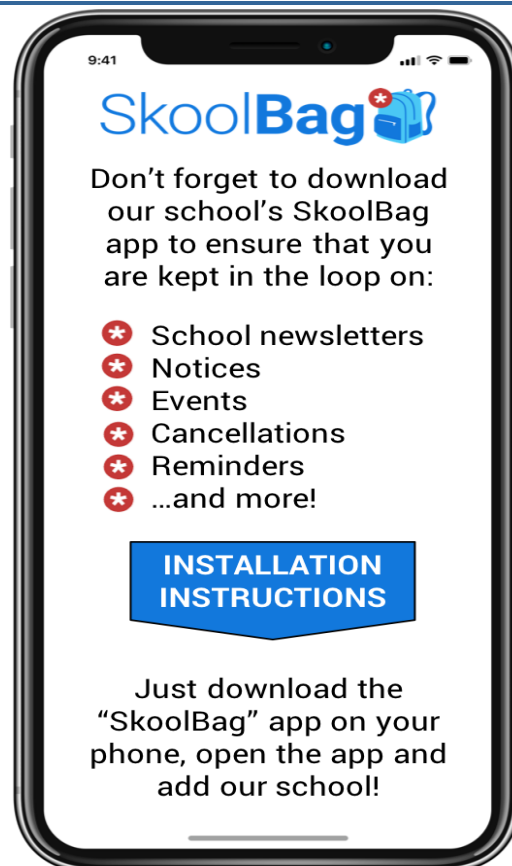 9:41
SkoolBag
Don’t forget to download
our school’s SkoolBag
app to ensure that you
are kept in the loop on:
School newsletters
Notices
Events
Cancellations
Reminders
…and more!
INSTALLATION
INSTRUCTIONS
Just download the
“SkoolBag” app on your
phone, open the app and
add our school!